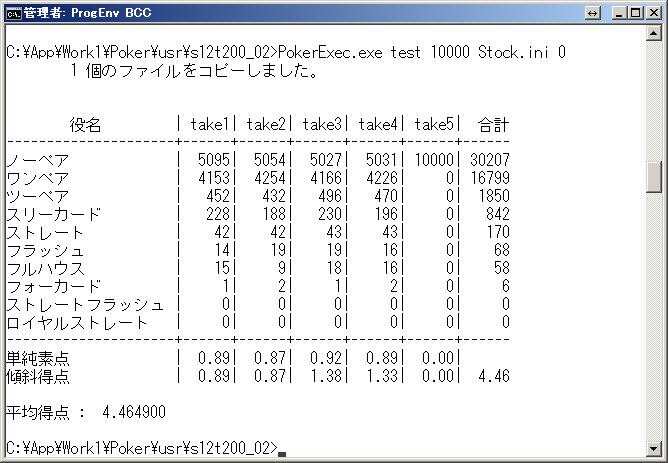 管理者: ProgEnv BCC
C:¥App¥Work1¥Poker¥usr¥s12t200_02>PokerExec.exe test 10000 Stock.ini 0
1 個のファイルをコピーしました。
役名 | take1| take2| take3| take4| take5| 合計
--------------------+------+------+------+------+------+------
ノーペア | 5095| 5054| 5027| 5031| 10000| 30207
ワンペア | 4153| 4254| 4166| 4226| 0| 16799
ツーペア | 452| 432| 496| 470| 0| 1850
スリーカード | 228| 188| 230| 196| 0| 842
ストレート | 42| 42| 43| 43| 0| 170
フラッシュ | 14| 19| 19| 16| 0| 68
フルハウス | 15| 9| 18| 16| 0| 58
フォーカード | 1| 2| 1| 2| 0| 6
ストレートフラッシュ | 0| 0| 0| 0| 0| 0
ロイヤルストレート | 0| 0| 0| 0| 0| 0
--------------------+------+------+------+------+------+------
単純素点 | 0.89| 0.87| 0.92| 0.89| 0.00|
傾斜得点 | 0.89| 0.87| 1.38| 1.33| 0.00| 4.46
平均得点 : 4.464900
C:¥App¥Work1¥Poker¥usr¥s12t200_02>